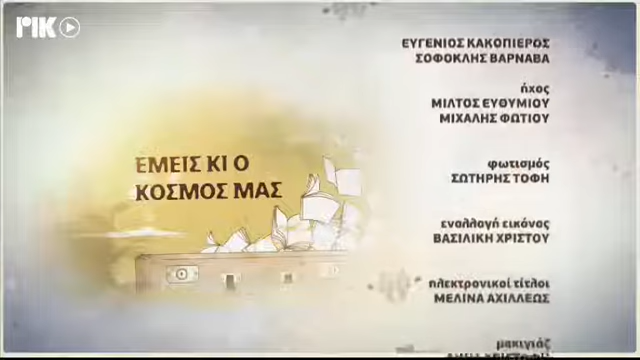 ΡΙΚ
ΕΥΓΕΝΙΟΣ ΚΑΚΟΠΙΕΡΟΣ
ΣΟΦΟΚΛΗΣ ΒΑΡΝΑΒΑ
ήχος
ΜΙΛΤΟΣ ΕΥΘΥΜΙΟΥ
ΜΙΧΑΛΗΣ ΦΩΤΙΟΥ
ΕΜΕΙΣ ΚΙ Ο
ΚΟΣΜΟΣ ΜΑΣ
φωτισμός
ΣΩΤΗΡΗΣ ΤΟΦΗ
εναλλαγή εικόνας
ΒΑΣΙΛΙΚΗ ΧΡΙΣΤΟΥ
ηλεκτρονικοί τίτλοι
ΜΕΛΙΝΑ ΑΧΙΛΛΕΩΣ
μακιγιάζ